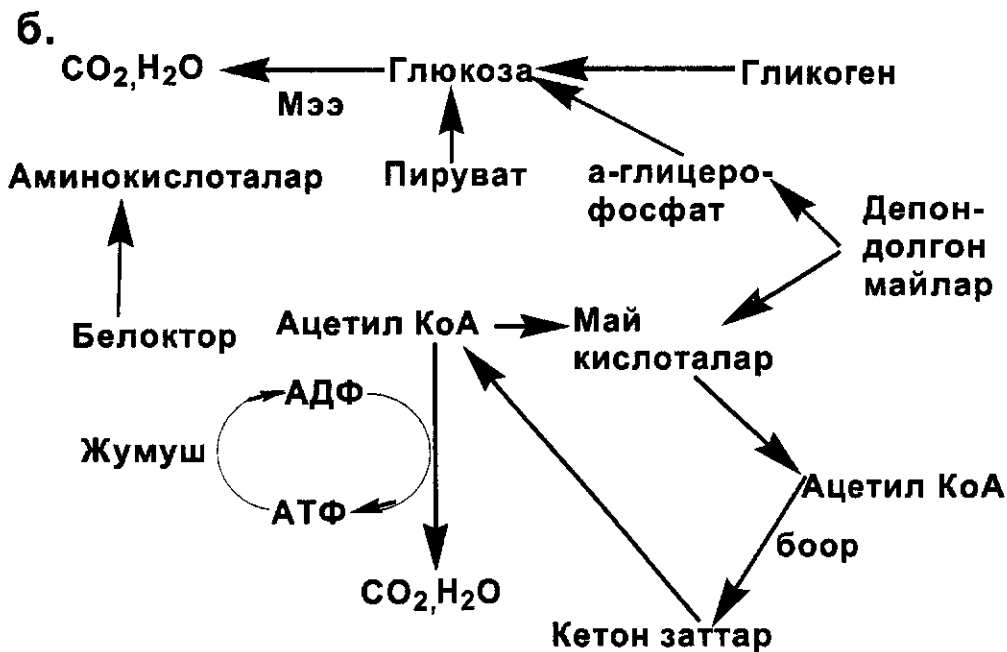 б.
CO₂,H₂O
Глюкоза
Гликоген
Мээ
Аминокислоталар
Пируват
а-глицеро-
фосфат
Депон-
долгон
майлар
Белоктор
Ацетил КоА
Май
кислоталар
АДФ
Жумуш
АТФ
Ацетил КоА
боор
CO₂,H₂O
Кетон заттар